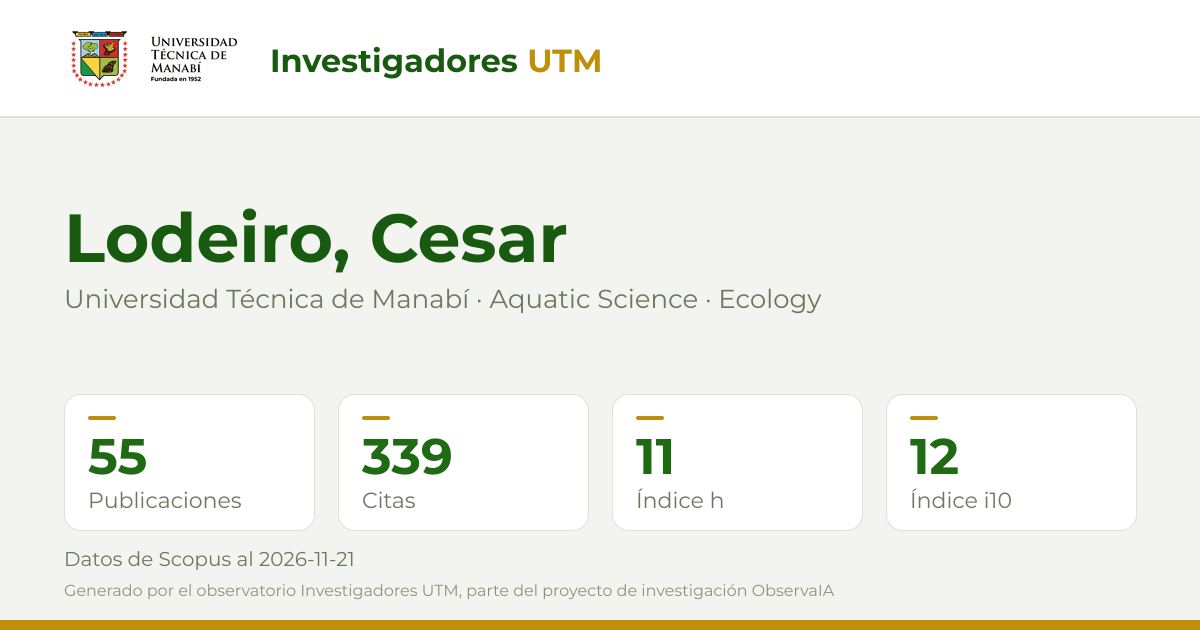 UNIVERSIDAD
TÉCNICA DE
MANABÍ
Fundada en 1952
Investigadores UTM
Lodeiro, Cesar
Universidad Técnica de Manabí · Aquatic Science · Ecology
55
Publicaciones
339
Citas
11
Índice h
12
Índice i10
Datos de Scopus al 2026-11-21
Generado por el observatorio Investigadores UTM, parte del proyecto de investigación ObservaIA